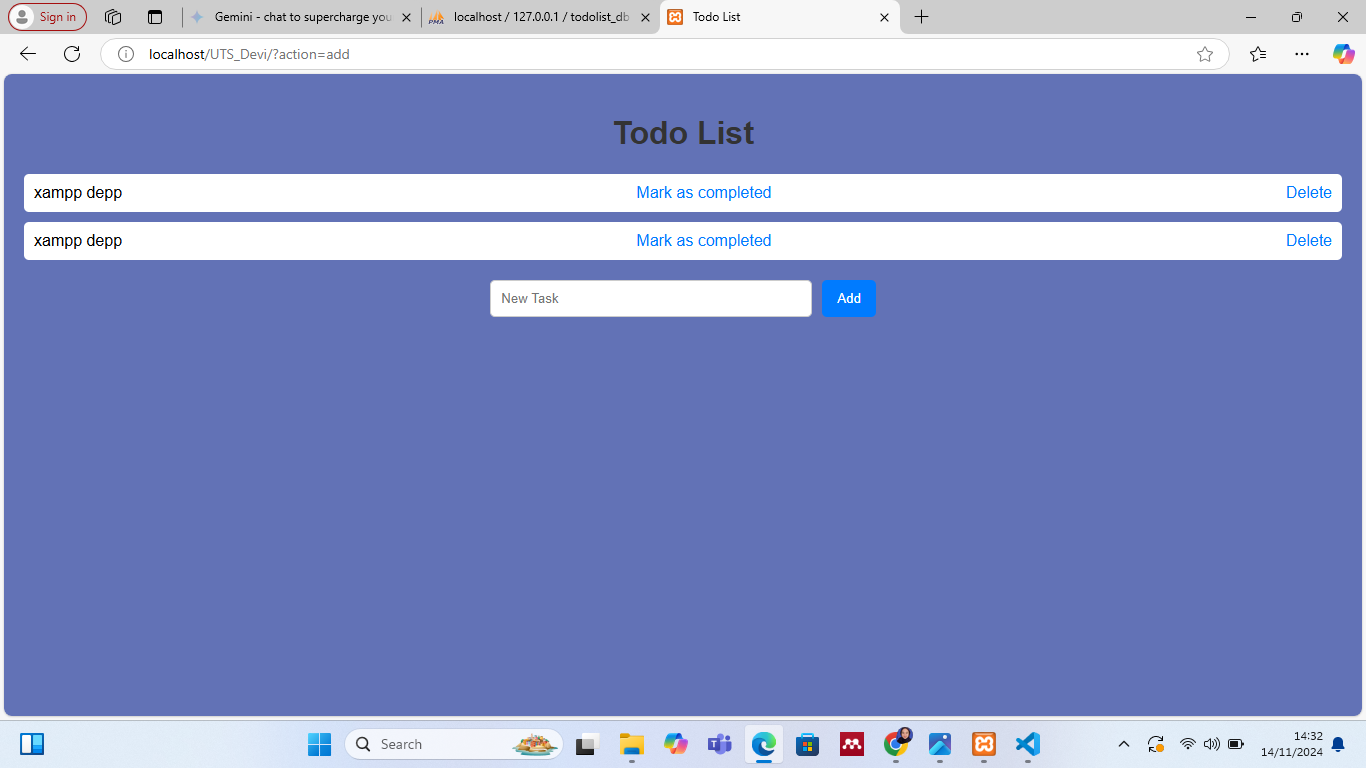 Sign in
Gemini - chat to supercharge you
localhost / 127.0.0.1 / todolist_db
Todo List
localhost/UTS_Devi/?action=add
Todo List
xampp depp Mark as completed Delete
xampp depp Mark as completed Delete
New Task Add
Search
14:32
14/11/2024